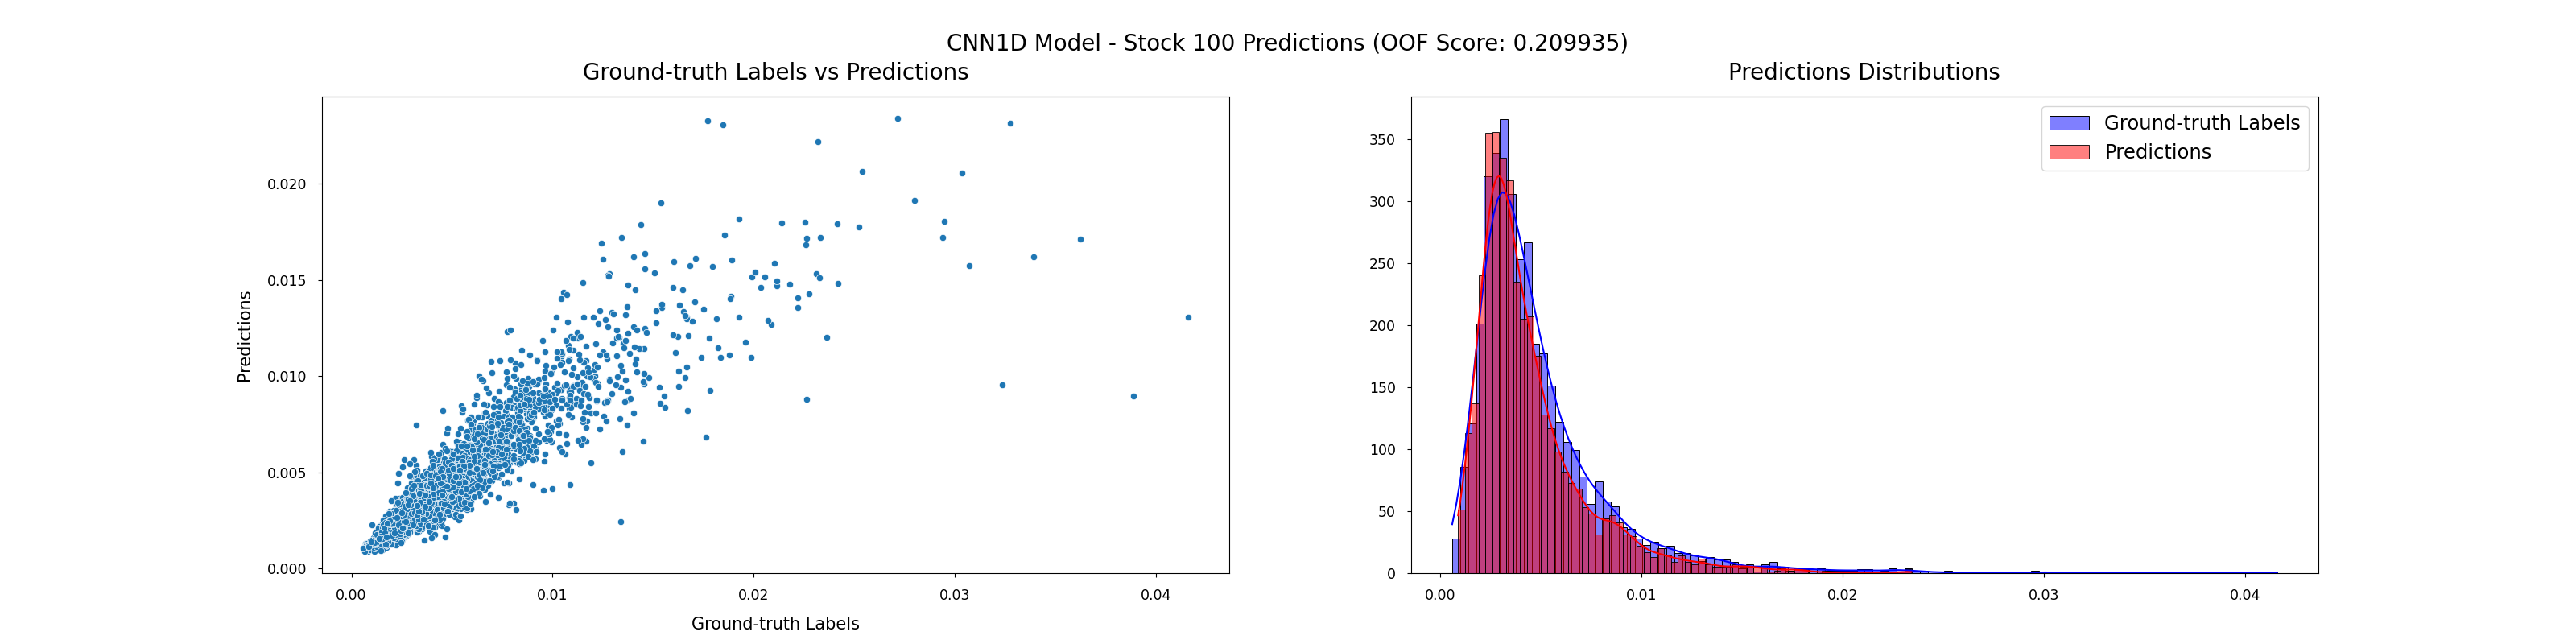 CNN1D Model - Stock 100 Predictions (OOF Score: 0.209935)
Ground-truth Labels vs Predictions
Predictions
0.020
0.015
0.010
0.005
0.000
0.00 0.01 0.02 0.03 0.04
Ground-truth Labels
Predictions Distributions
Ground-truth Labels
Predictions
350
300
250
200
150
100
50
0
0.00 0.01 0.02 0.03 0.04